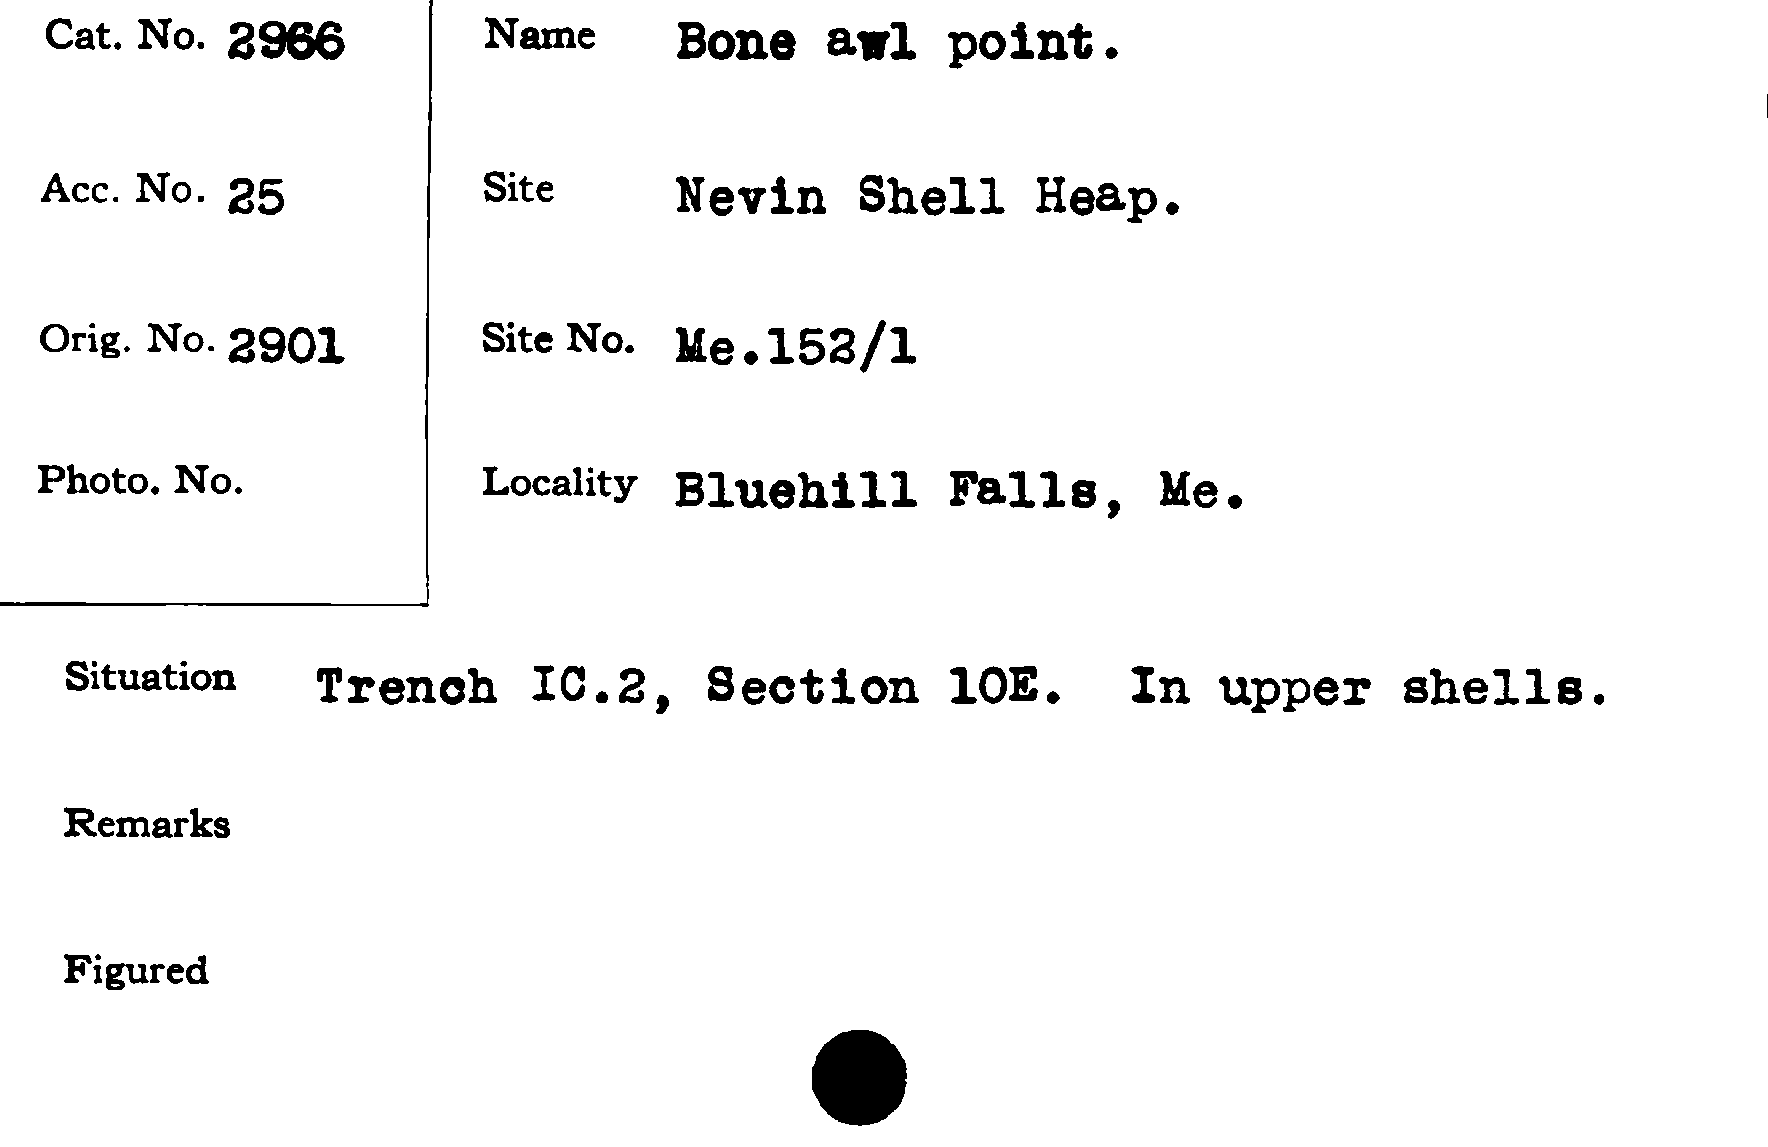 Cat. No. 2966 Name Bone awl point.
Acc. No. 25 Site Nevin Shell Heap.
Orig. No. 2901 Site No. Me.152/1
Photo. No. Locality Bluehill Falls, Me.
Situation Trench IC.2, Section 10E. In upper shells.
Remarks
Figured